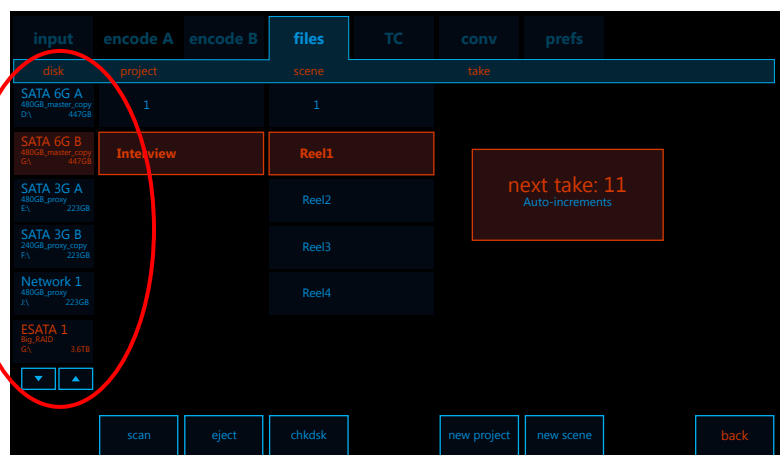 input encode A encode B files TC conv prefs
disk project scene take
SATA 6G A
480GB_master_copy
D:\ 447GB
1 1
SATA 6G B
480GB_master_copy
G:\ 447GB
Interview Reel1
next take: 11
Auto-increments
SATA 3G A
480GB_proxy
E:\ 223GB
Reel2
SATA 3G B
240GB_proxy_copy
F:\ 223GB
Reel3
Network 1
480GB_proxy
J:\ 223GB
Reel4
ESATA 1
Big_RAID
G:\ 3.6TB
scan eject chkdsk new project new scene back